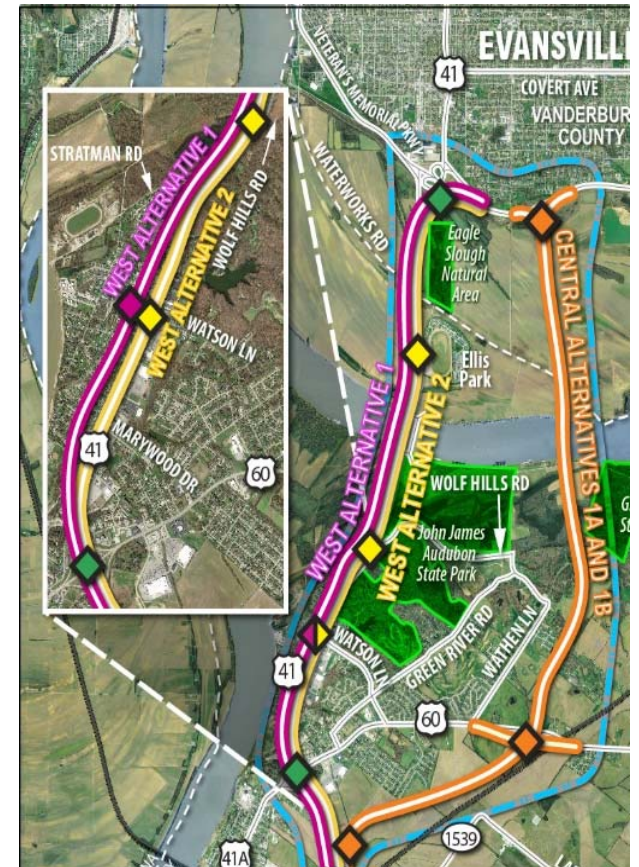 EVANSVILLE
41
COVERT AVE
VETERAN'S MEMORIAL PKWY
VANDERBUR
COUNTY
STRATMAN RD
WEST ALTERNATIVE 1
WEST ALTERNATIVE 2
WOLF HILLS RD
WATERWORKS RD
Eagle
Slough
Natural
Area
CENTRAL ALTERNATIVES 1A AND 1B
WATSON LN
Ellis
Park
MARYWOOD DR
41
60
WEST ALTERNATIVE 1
WEST ALTERNATIVE 2
WOLF HILLS RD
John James
Audubon
State Park
WATSON LN
GREEN RIVER RD
WATHEN LN
41
60
41A
1539